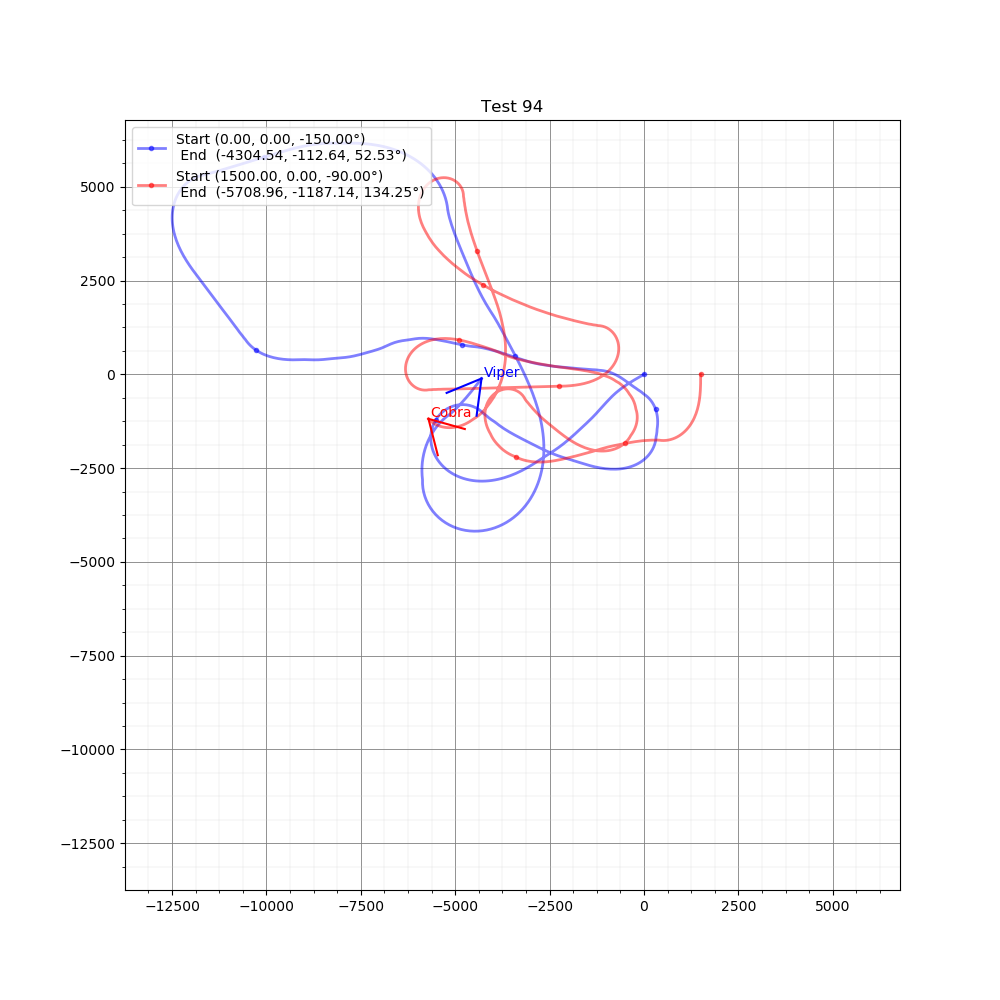 Test 94
Start (0.00, 0.00, -150.00°)
End (-4304.54, -112.64, 52.53°)
Start (1500.00, 0.00, -90.00°)
End (-5708.96, -1187.14, 134.25°)
5000
2500
0
−2500
−5000
−7500
−10000
−12500
Viper
Cobra
−12500 −10000 −7500 −5000 −2500 0 2500 5000